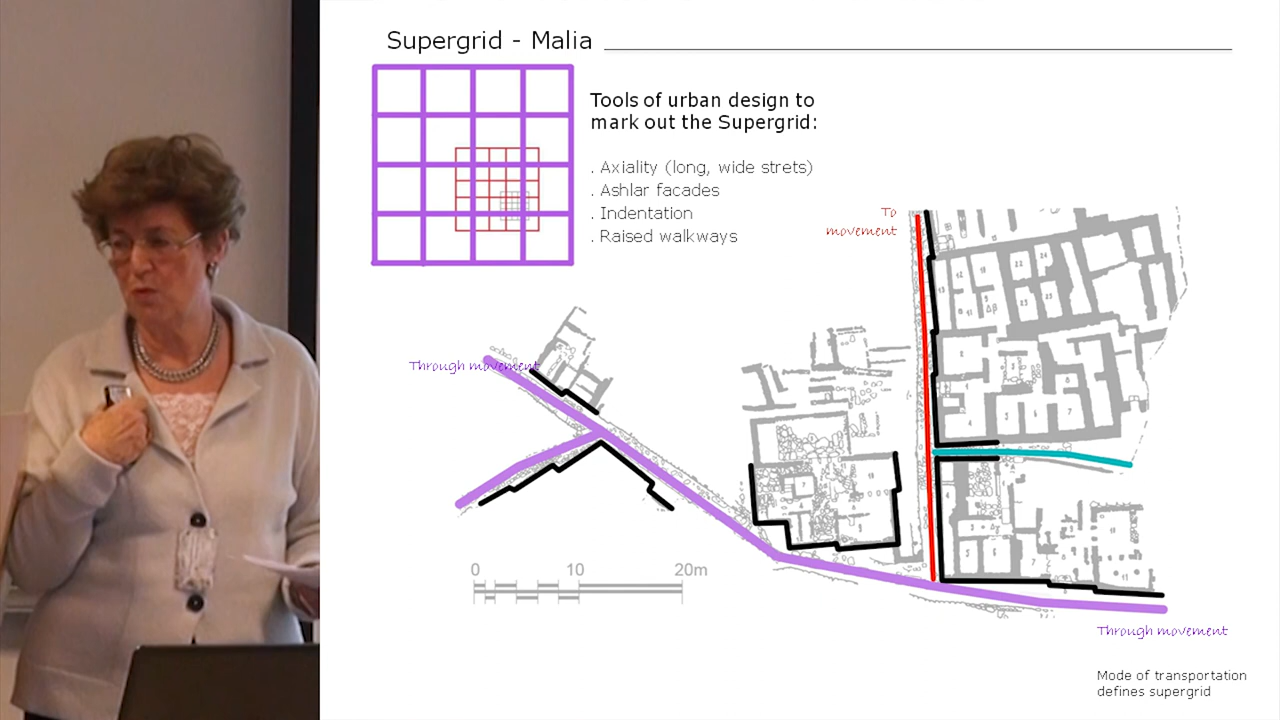 Supergrid - Malia
Tools of urban design to
mark out the Supergrid:
. Axiality (long, wide strets)
. Ashlar facades
. Indentation
. Raised walkways
To
movement
Through movement
0 10 20m
Through movement
Mode of transportation
defines supergrid